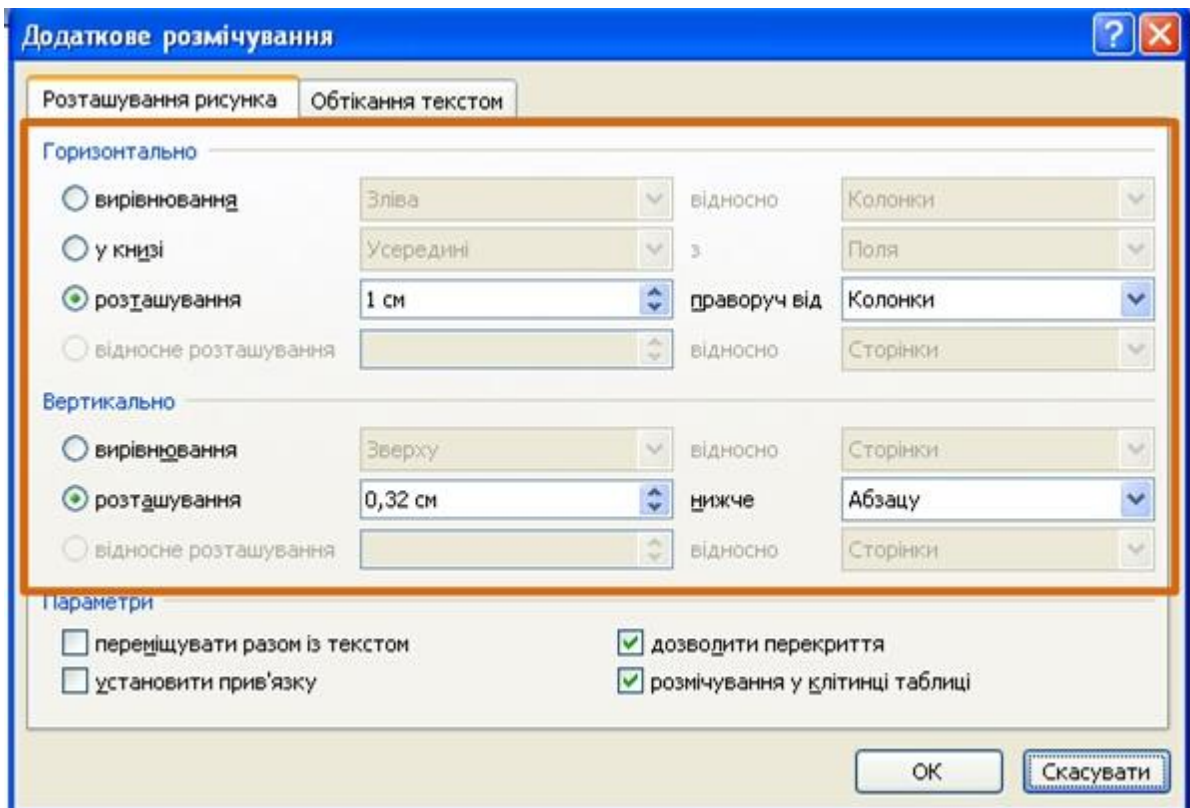 Додаткове розмічування
Розташування рисунка Обтікання текстом
Горизонтально
вирівнювання Зліва відносно Колонки
у книзі Усередині з Поля
розташування 1 см праворуч від Колонки
відносне розташування відносно Сторінки
Вертикально
вирівнювання Зверху відносно Сторінки
розташування 0,32 см нижче Абзацу
відносне розташування відносно Сторінки
Параметри
переміщувати разом із текстом дозволити перекриття
установити прив'язку розмічування у клітинці таблиці
ОК Скасувати